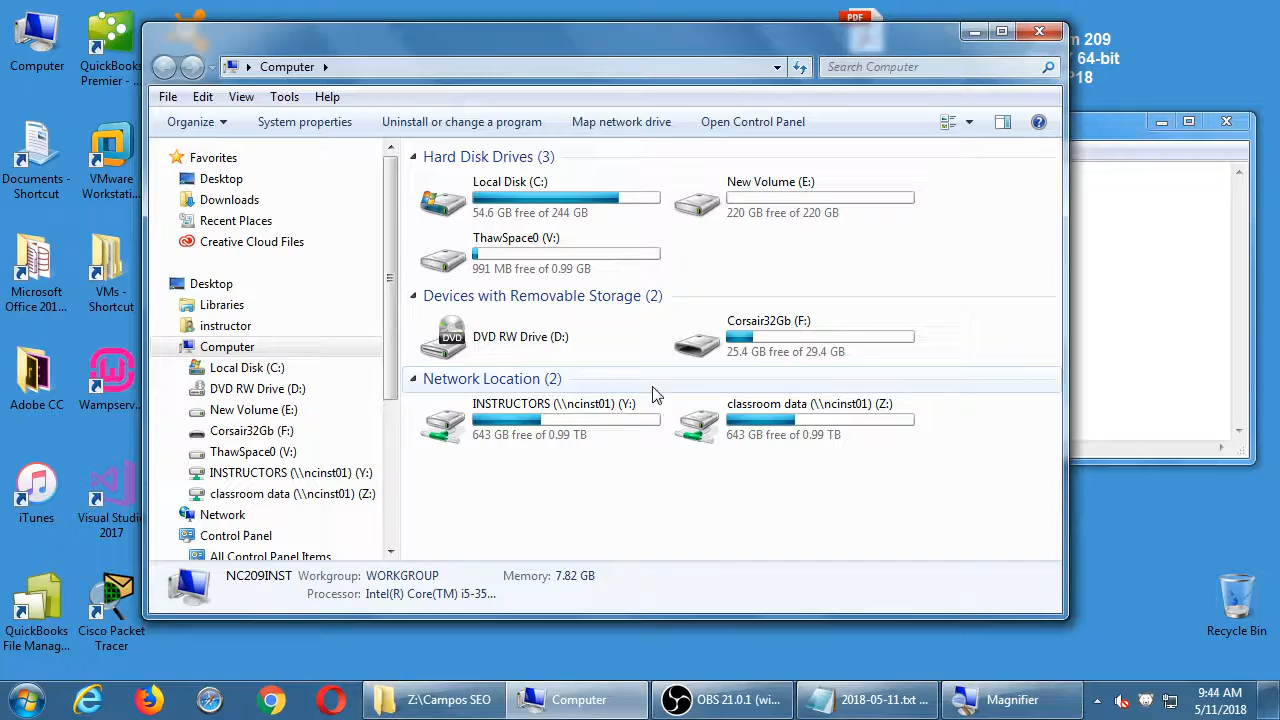 Computer
QuickBooks
Premier - ...
Documents -
Shortcut
VMware
Workstati...
Microsoft
Office 201...
VMs -
Shortcut
Adobe CC
Wampserv...
iTunes
Visual Studio
2017
QuickBooks
File Manag...
Cisco Packet
Tracer
PDF
m 209
64-bit
18
Computer
Search Computer
File
Edit
View
Tools
Help
Organize
System properties
Uninstall or change a program
Map network drive
Open Control Panel
Favorites
Desktop
Downloads
Recent Places
Creative Cloud Files
Desktop
Libraries
instructor
Computer
Local Disk (C:)
DVD RW Drive (D:)
New Volume (E:)
Corsair32Gb (F:)
ThawSpace0 (V:)
INSTRUCTORS (\\ncinst01) (Y:)
classroom data (\\ncinst01) (Z:)
Network
Control Panel
All Control Panel Items
Hard Disk Drives (3)
Local Disk (C:)
54.6 GB free of 244 GB
New Volume (E:)
220 GB free of 220 GB
ThawSpace0 (V:)
991 MB free of 0.99 GB
Devices with Removable Storage (2)
DVD
DVD RW Drive (D:)
Corsair32Gb (F:)
25.4 GB free of 29.4 GB
Network Location (2)
INSTRUCTORS (\\ncinst01) (Y:)
643 GB free of 0.99 TB
classroom data (\\ncinst01) (Z:)
643 GB free of 0.99 TB
NC209INST
Workgroup: WORKGROUP
Memory: 7.82 GB
Processor: Intel(R) Core(TM) i5-35...
Recycle Bin
Z:\Campos SEO
Computer
OBS 21.0.1 (wi...
2018-05-11.txt ...
Magnifier
9:44 AM
5/11/2018